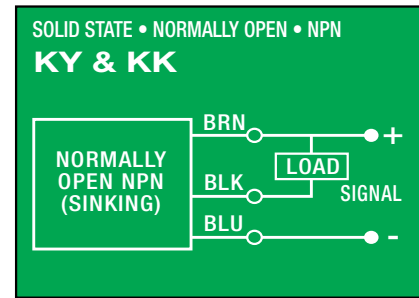 SOLID STATE • NORMALLY OPEN • NPN
KY & KK
BRN
+
NORMALLY
OPEN NPN
(SINKING)
LOAD
BLK
SIGNAL
BLU
-